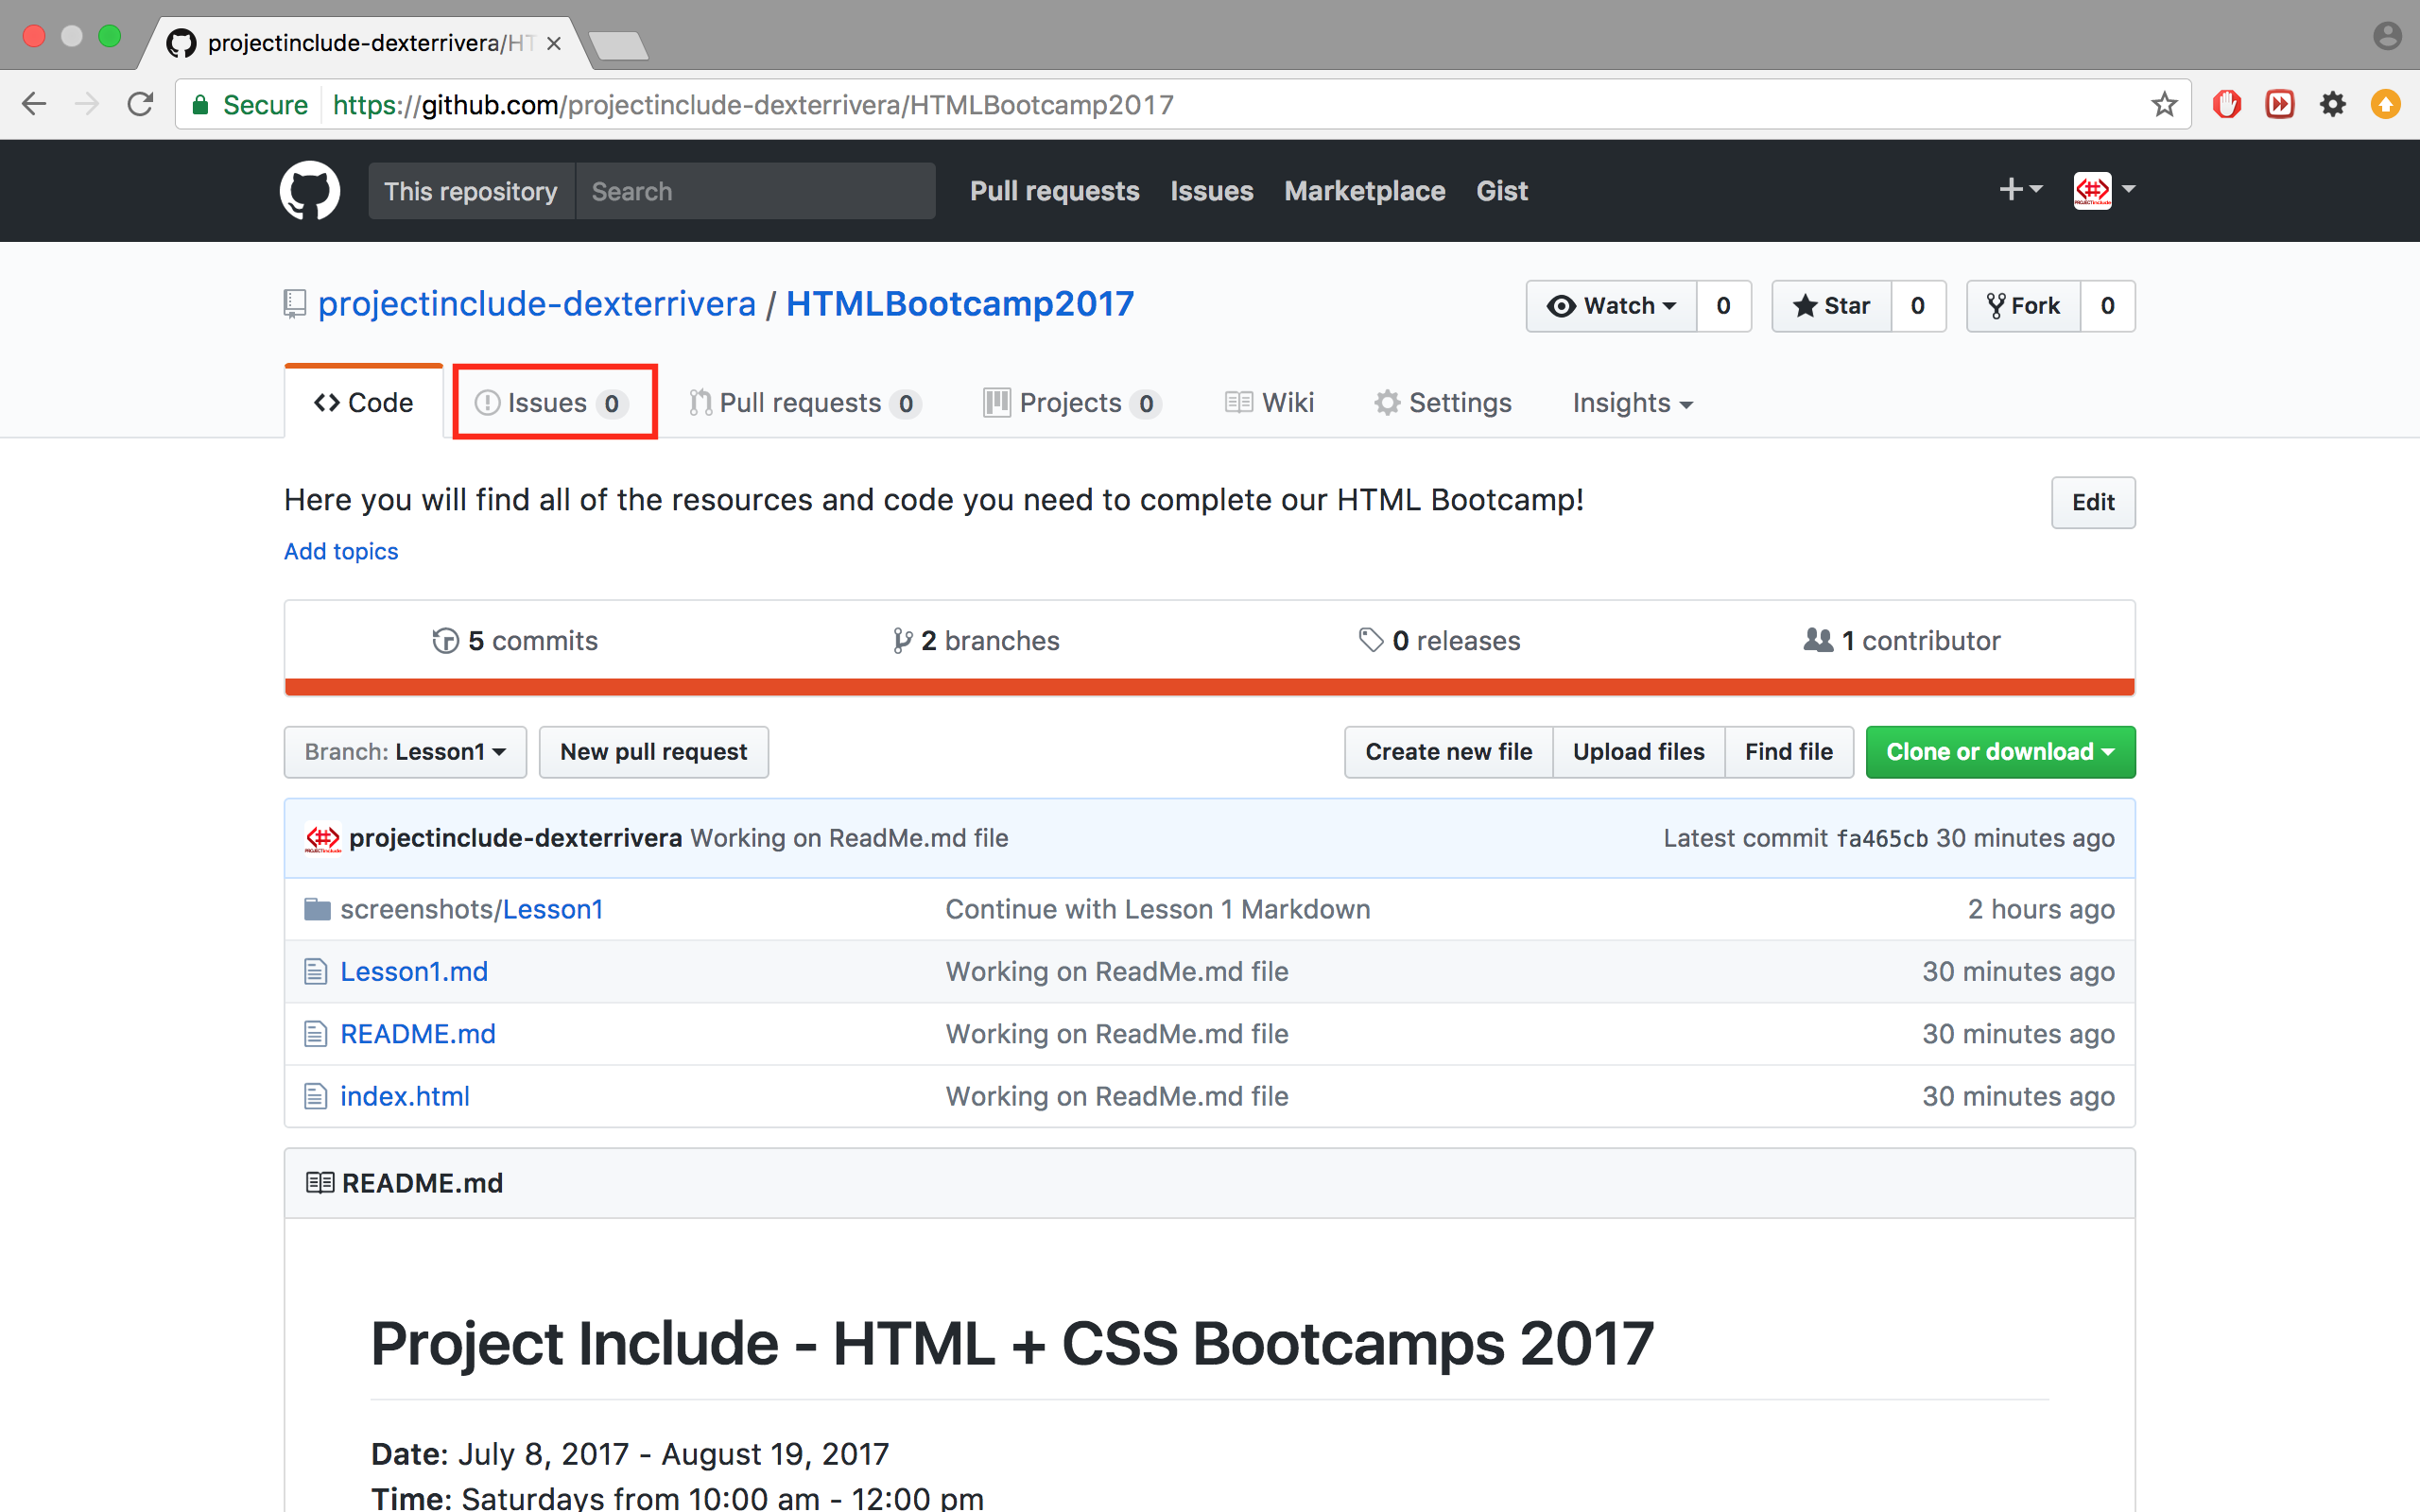 projectinclude-dexterrivera/HT
Secure https://github.com/projectinclude-dexterrivera/HTMLBootcamp2017
This repository Search Pull requests Issues Marketplace Gist
projectinclude-dexterrivera / HTMLBootcamp2017 Watch 0 Star 0 Fork 0
Code Issues 0 Pull requests 0 Projects 0 Wiki Settings Insights
Here you will find all of the resources and code you need to complete our HTML Bootcamp! Edit
Add topics
5 commits 2 branches 0 releases 1 contributor
Branch: Lesson1 New pull request Create new file Upload files Find file Clone or download
projectinclude-dexterrivera Working on ReadMe.md file Latest commit fa465cb 30 minutes ago
screenshots/Lesson1 Continue with Lesson 1 Markdown 2 hours ago
Lesson1.md Working on ReadMe.md file 30 minutes ago
README.md Working on ReadMe.md file 30 minutes ago
index.html Working on ReadMe.md file 30 minutes ago
README.md
Project Include - HTML + CSS Bootcamps 2017
Date: July 8, 2017 - August 19, 2017
Time: Saturdays from 10:00 am - 12:00 pm